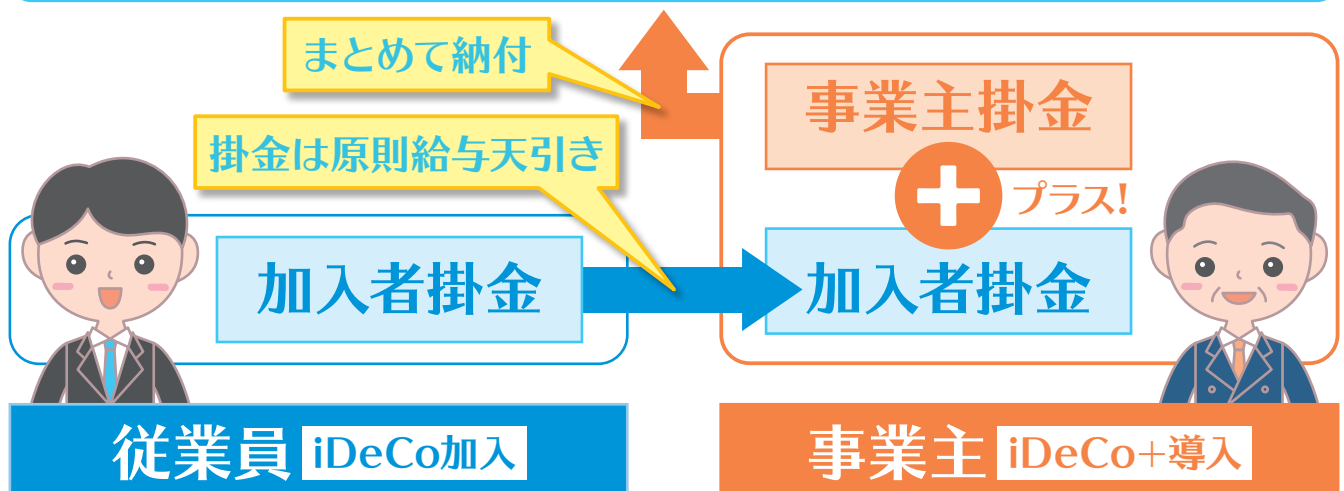 まとめて納付
事業主掛金
掛金は原則給与天引き
プラス!
加入者掛金
加入者掛金
従業員 iDeCo加入
事業主 iDeCo+導入